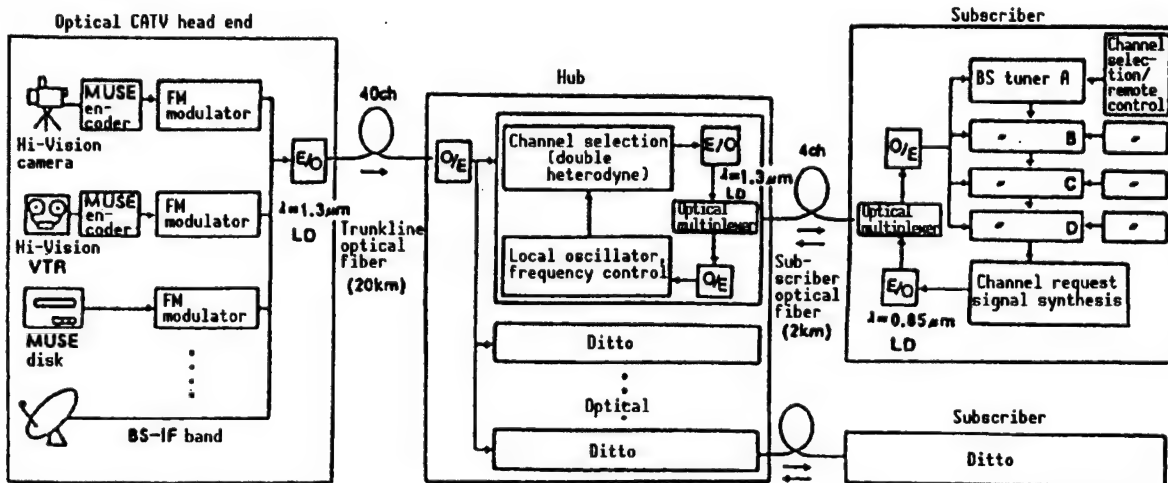 Optical CATV head end
MUSE
en-
coder
FM
modulator
Hi-Vision
camera
MUSE
en-
coder
FM
modulator
Hi-Vision
VTR
FM
modulator
MUSE
disk
BS-IF band
E/O
λ=1.3μm
LD
40ch
Trunkline
optical
fiber
(20km)
Hub
O/E
Channel selection
(double
heterodyne)
E/O
λ=1.3μm
LD
Optical
multiplexer
Local oscillator,
frequency control
O/E
Ditto
Optical
Ditto
4ch
Sub-
scriber
optical
fiber
(2km)
Subscriber
BS tuner A
Channel
selec-
tion/
remote
control
O/E
〃 B
〃
〃 C
〃
〃 D
〃
Optical
multiplexer
E/O
λ=0.85μm
LD
Channel request
signal synthesis
Subscriber
Ditto